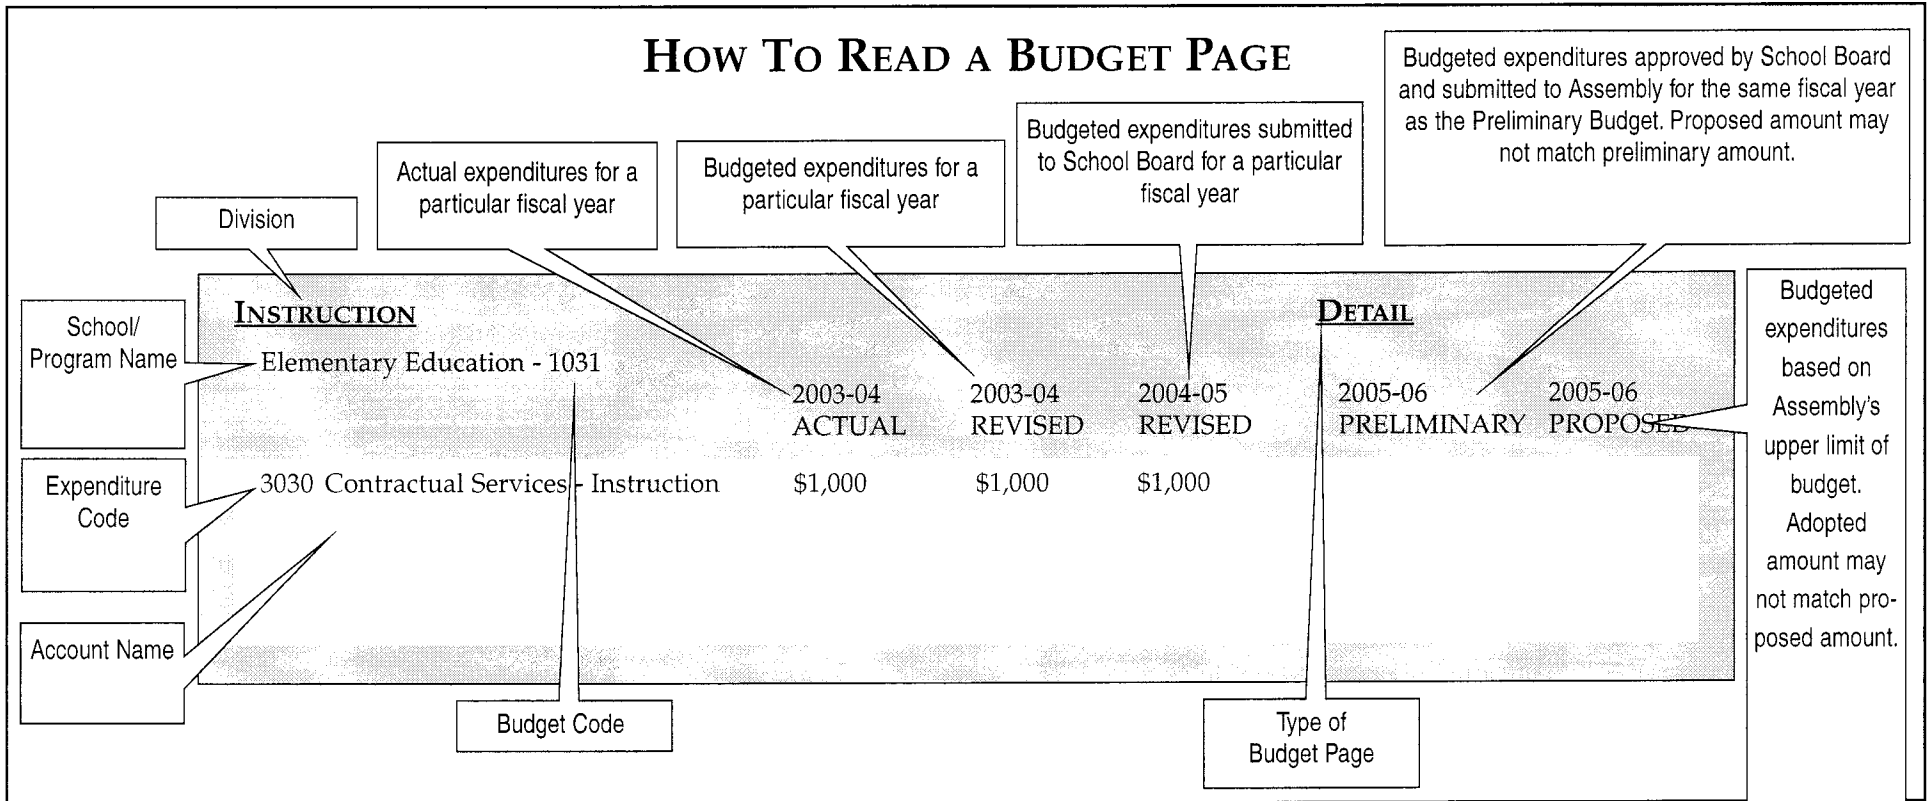 HOW TO READ A BUDGET PAGE
Budgeted expenditures approved by School Board
and submitted to Assembly for the same fiscal year
as the Preliminary Budget. Proposed amount may
not match preliminary amount.
Budgeted expenditures submitted
to School Board for a particular
fiscal year
Budgeted expenditures for a
particular fiscal year
Actual expenditures for a
particular fiscal year
Division
School/
Program Name
Expenditure
Code
Account Name
INSTRUCTION
DETAIL
Elementary Education - 1031
2003-04 2003-04 2004-05 2005-06 2005-06
ACTUAL REVISED REVISED PRELIMINARY PROPOSED
3030 Contractual Services - Instruction $1,000 $1,000 $1,000
Budgeted
expenditures
based on
Assembly's
upper limit of
budget.
Adopted
amount may
not match pro-
posed amount.
Budget Code
Type of
Budget Page